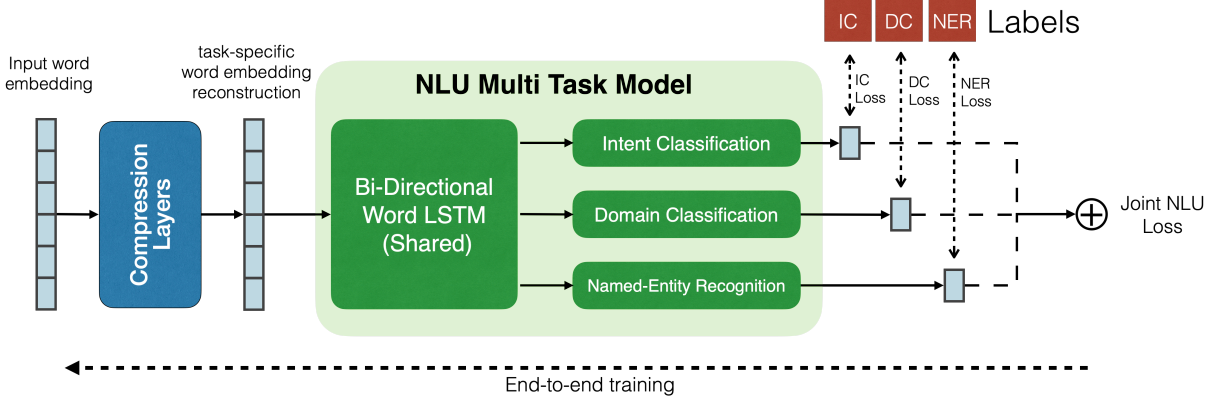 IC DC NER Labels
Input word
embedding
task-specific
word embedding
reconstruction
NLU Multi Task Model
IC
Loss
DC
Loss
NER
Loss
Compression
Layers
Bi-Directional
Word LSTM
(Shared)
Intent Classification
Domain Classification
Named-Entity Recognition
Joint NLU
Loss
End-to-end training